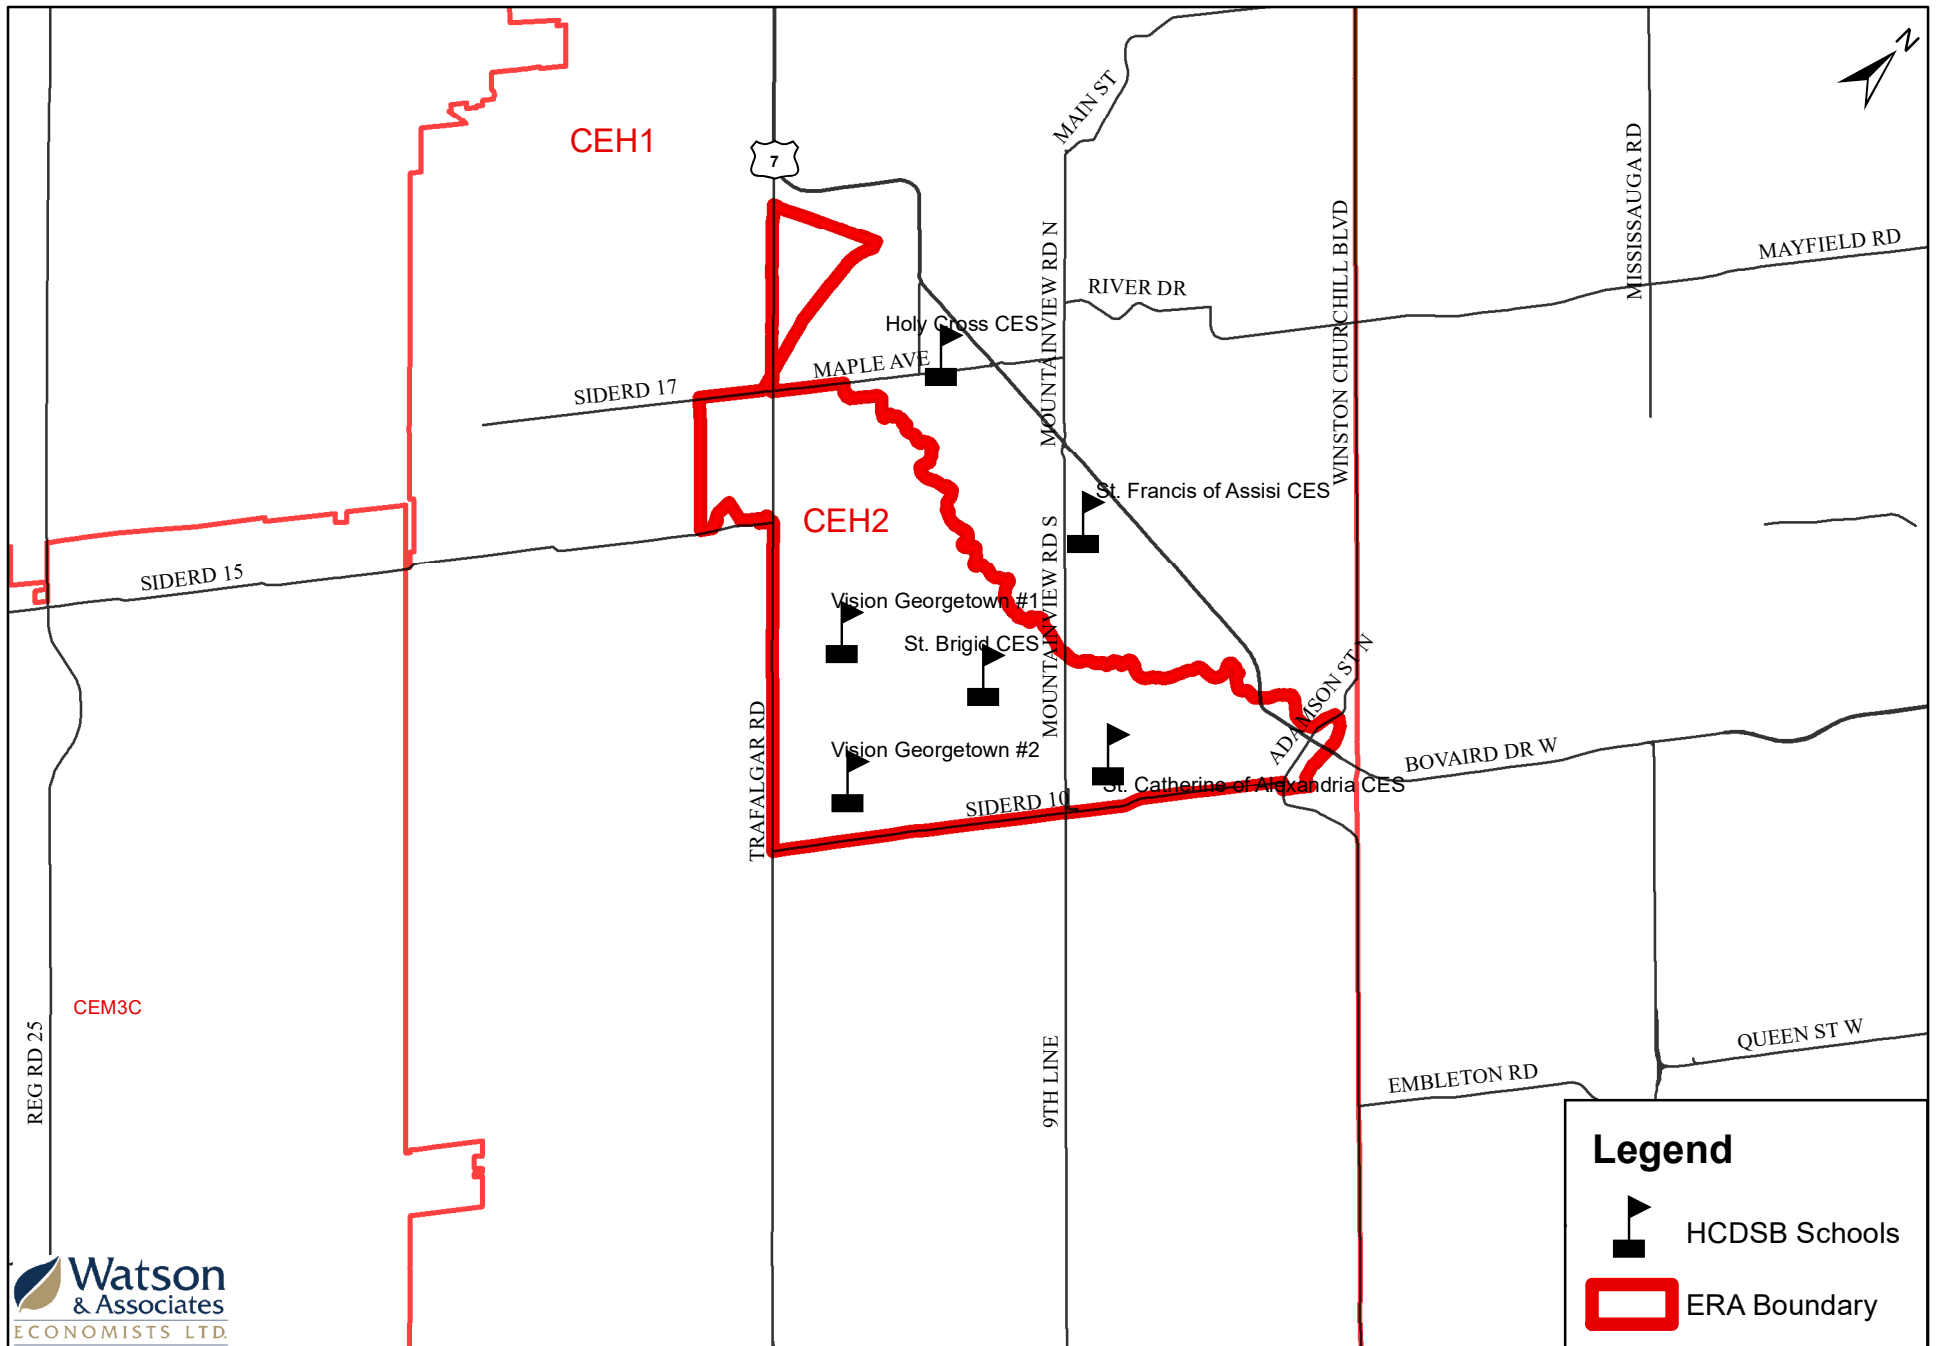 N
MAIN ST
CEH1
7
MISSISSAUGA RD
WINSTON CHURCHILL BLVD
MOUNTAINVIEW RD N
MAYFIELD RD
RIVER DR
Holy Cross CES
MAPLE AVE
SIDERD 17
St. Francis of Assisi CES
CEH2
MOUNTAINVIEW RD S
SIDERD 15
Vision Georgetown #1
St. Brigid CES
ADAMSON ST N
TRAFALGAR RD
Vision Georgetown #2
BOVAIRD DR W
St. Catherine of Alexandria CES
SIDERD 10
CEM3C
REG RD 25
9TH LINE
QUEEN ST W
EMBLETON RD
Legend
HCDSB Schools
ERA Boundary
Watson
& Associates
ECONOMISTS LTD.